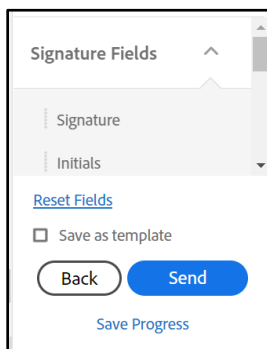 Signature Fields
Signature
Initials
Reset Fields
Save as template
Back
Send
Save Progress